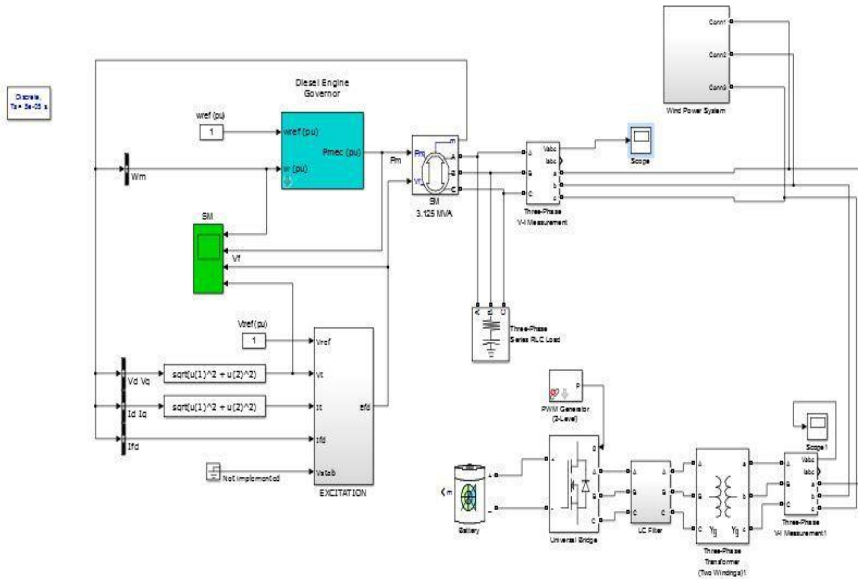 Discrete,
Ts = 5e-05 s
Diesel Engine
Governor
wref (pu)
1
wref (pu)
wr (pu)
Pmec (pu)
Wm
Pm
Pm
Vf
m
A
B
C
SM
3.125 MVA
A
B
C
Vabc
Iabc
a
b
c
Three-Phase
V-I Measurement
Scope
Conn1
Conn2
Conn3
Wind Power System
SM
Vf
Vtref (pu)
1
Vd Vq
sqrt(u(1)^2 + u(2)^2)
Id Iq
sqrt(u(1)^2 + u(2)^2)
Ifd
Not implemented
Vref
Vt
It
Ifd
Vstab
Efd
EXCITATION
A
B
C
Three-Phase
Series RLC Load
P
PWM Generator
(2-Level)
m
+
-
Battery
g
+
-
A
B
C
Universal Bridge
A
B
C
A
B
C
LC Filter
A
B
C
a
b
c
Yg
Yg
Three-Phase
Transformer
(Two Windings)1
Scope1
A
B
C
Vabc
Iabc
a
b
c
Three-Phase
V-I Measurement1